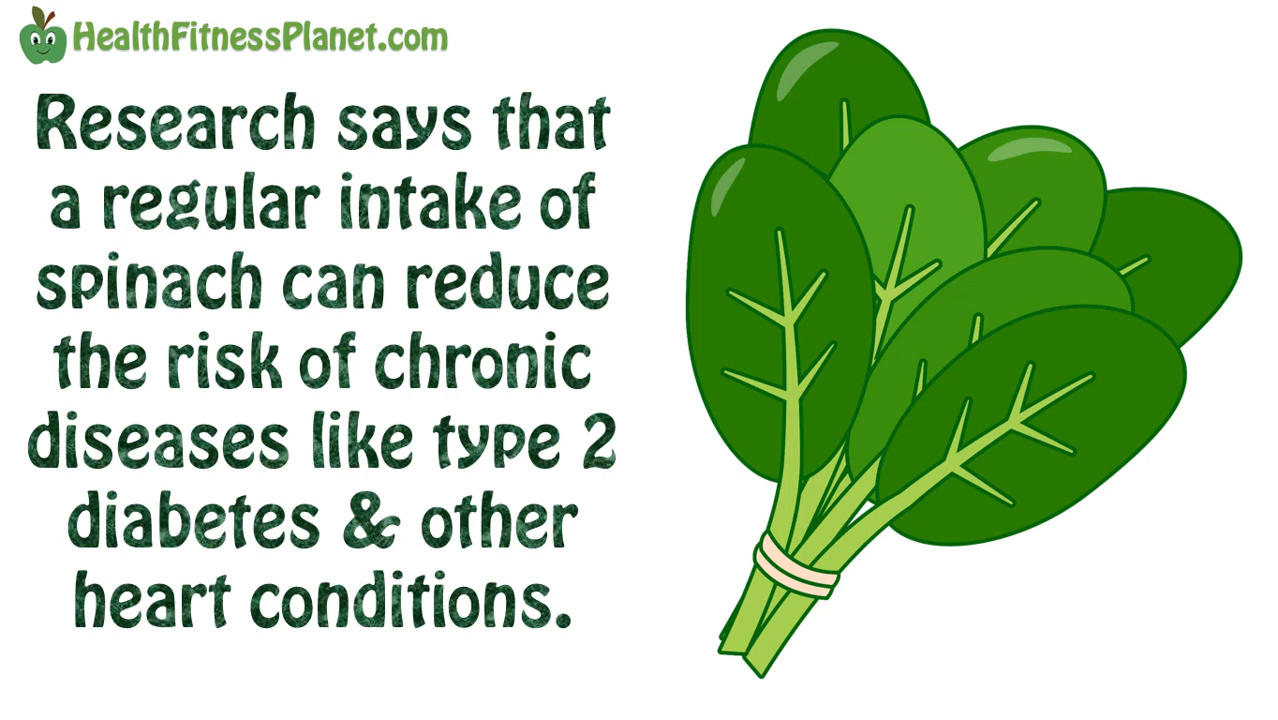 HealthFitnessPlanet.com
Research says that
a regular intake of
spinach can reduce
the risk of chronic
diseases like type 2
diabetes & other
heart conditions.